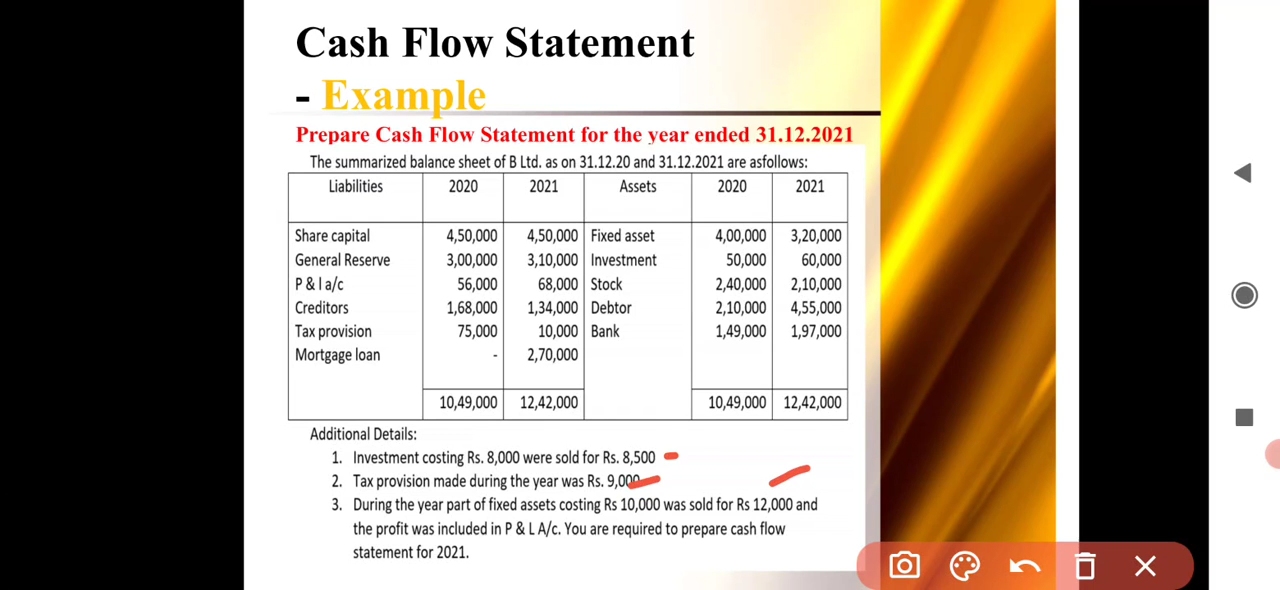 Cash Flow Statement
- Example
Prepare Cash Flow Statement for the year ended 31.12.2021
The summarized balance sheet of B Ltd. as on 31.12.20 and 31.12.2021 are asfollows:
Liabilities 2020 2021 Assets 2020 2021
Share capital 4,50,000 4,50,000 Fixed asset 4,00,000 3,20,000
General Reserve 3,00,000 3,10,000 Investment 50,000 60,000
P & l a/c 56,000 68,000 Stock 2,40,000 2,10,000
Creditors 1,68,000 1,34,000 Debtor 2,10,000 4,55,000
Tax provision 75,000 10,000 Bank 1,49,000 1,97,000
Mortgage loan - 2,70,000
10,49,000 12,42,000 10,49,000 12,42,000
Additional Details:
1. Investment costing Rs. 8,000 were sold for Rs. 8,500
2. Tax provision made during the year was Rs. 9,000
3. During the year part of fixed assets costing Rs 10,000 was sold for Rs 12,000 and
the profit was included in P & L A/c. You are required to prepare cash flow
statement for 2021.